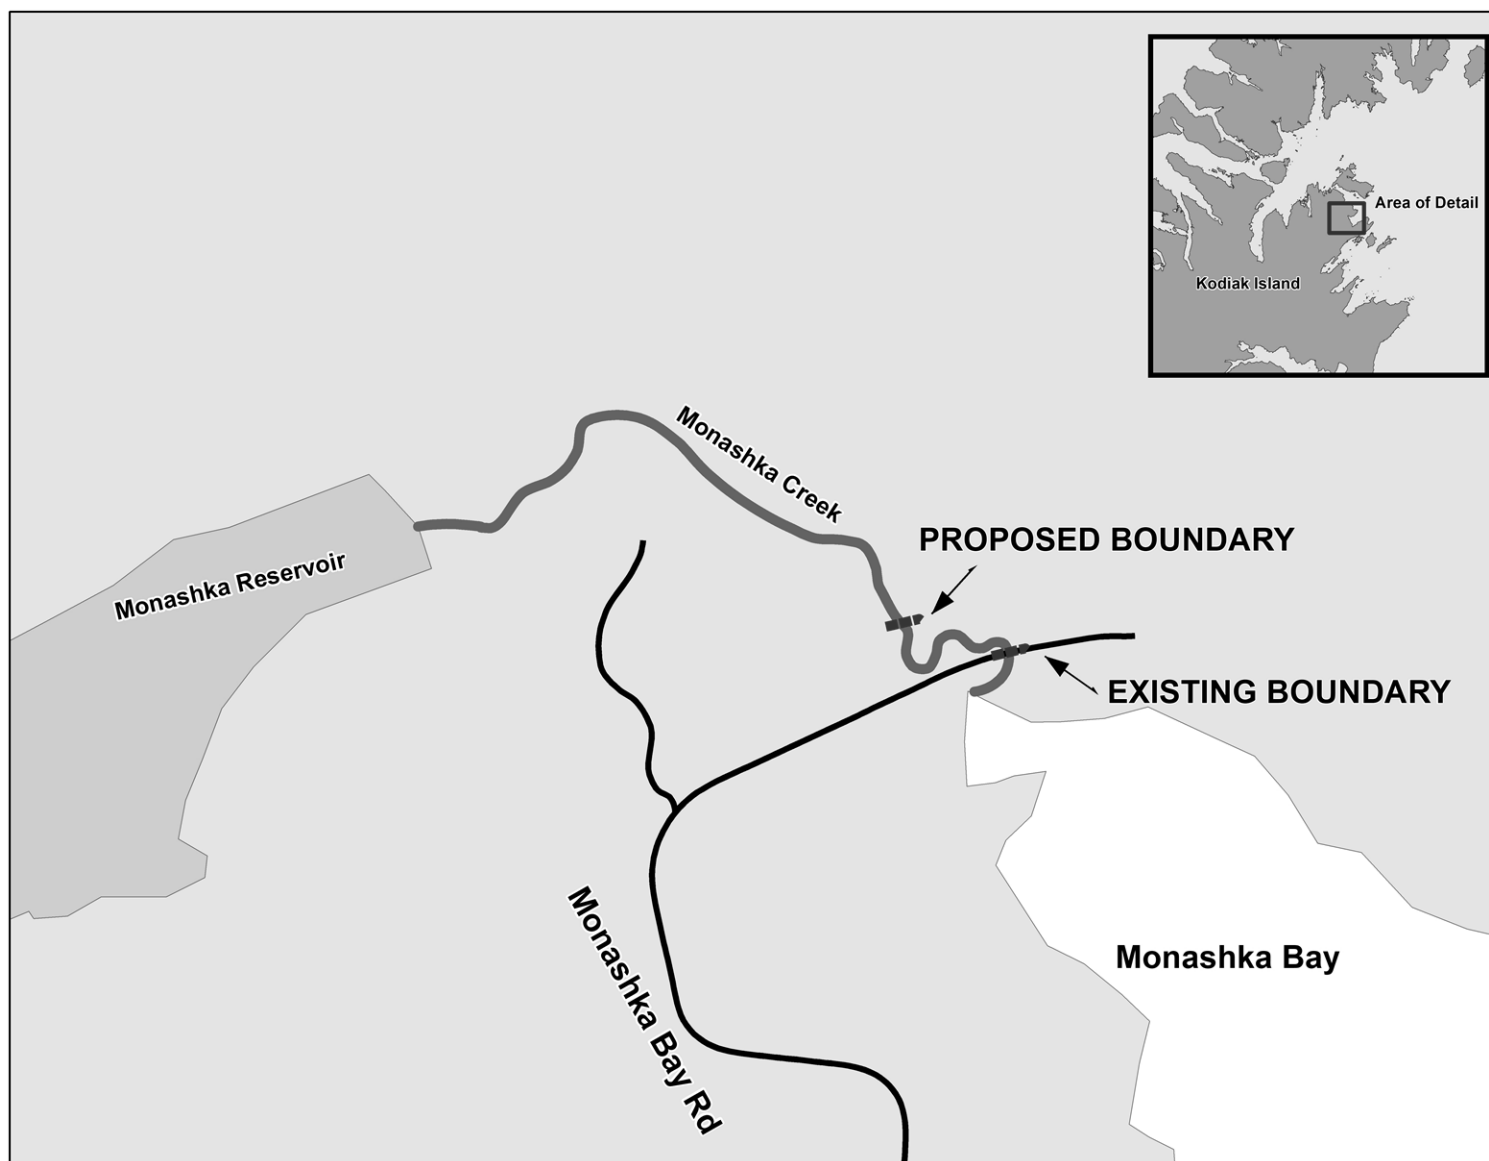 Area of Detail
Kodiak Island
Monashka Creek
PROPOSED BOUNDARY
Monashka Reservoir
EXISTING BOUNDARY
Monashka Bay
Monashka Bay Rd